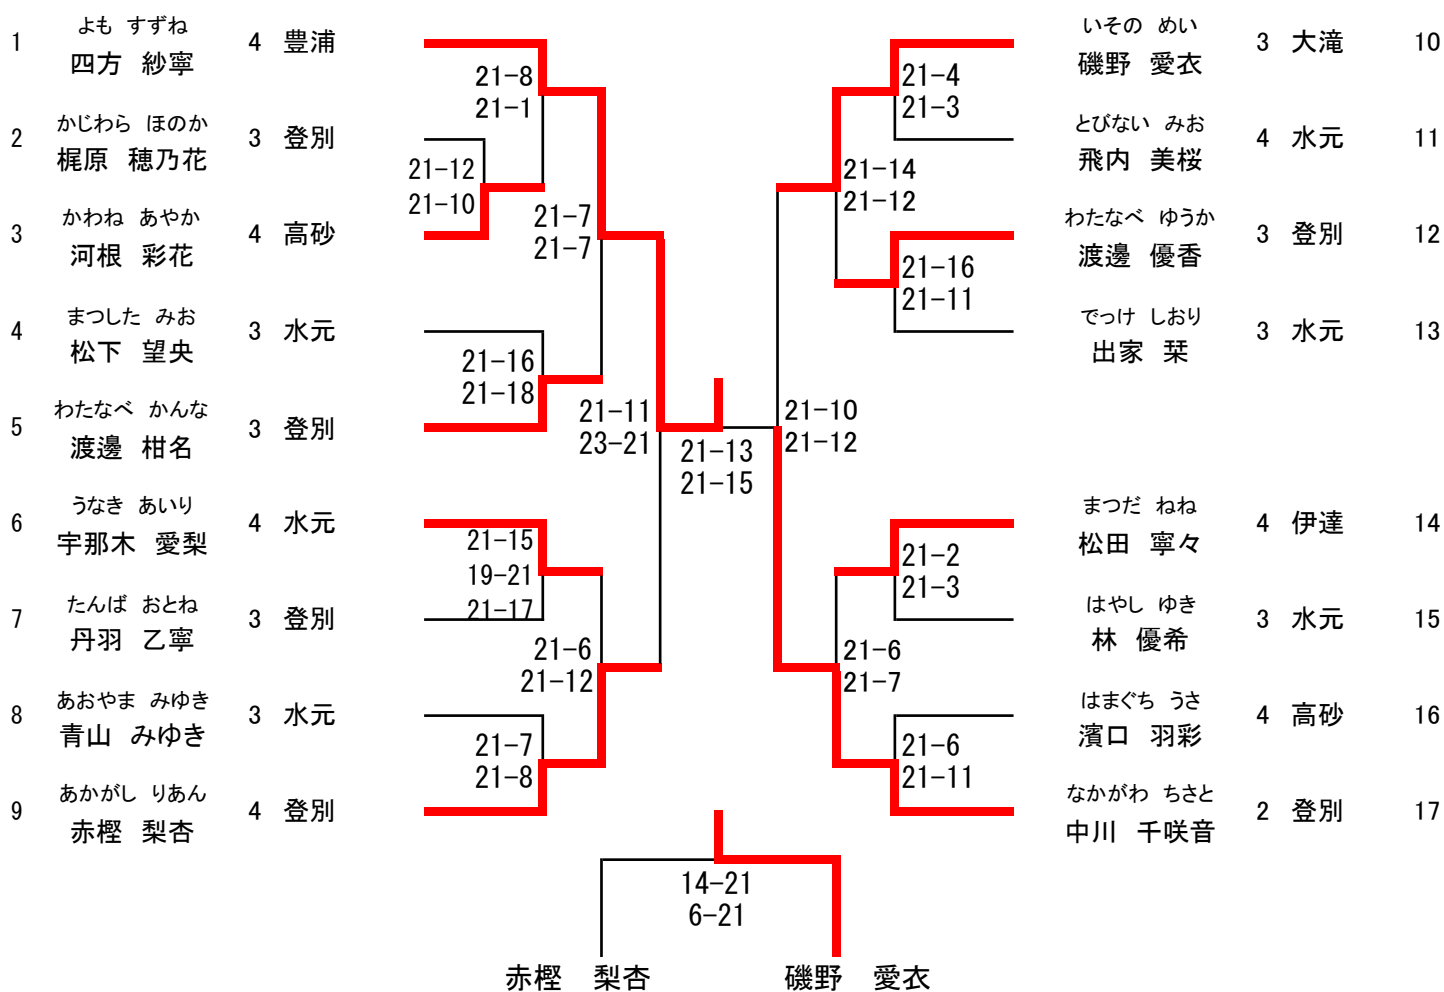 よも すずね
1 四方 紗寧 4 豊浦
かじわら ほのか
2 梶原 穂乃花 3 登別
かわね あやか
3 河根 彩花 4 高砂
まつした みお
4 松下 望央 3 水元
わたなべ かんな
5 渡邊 柑名 3 登別
うなき あいり
6 宇那木 愛梨 4 水元
たんば おとね
7 丹羽 乙寧 3 登別
あおやま みゆき
8 青山 みゆき 3 水元
あかがし りあん
9 赤樫 梨杏 4 登別
21-8
21-1
21-12
21-10
21-7
21-7
21-16
21-18
21-11
23-21
21-15
19-21
21-17
21-6
21-12
21-7
21-8
21-13
21-15
21-4
21-3
21-14
21-12
21-16
21-11
21-10
21-12
21-2
21-3
21-6
21-7
21-6
21-11
いその めい
磯野 愛衣 3 大滝 10
とびない みお
飛内 美桜 4 水元 11
わたなべ ゆうか
渡邊 優香 3 登別 12
でっけ しおり
出家 栞 3 水元 13
まつだ ねね
松田 寧々 4 伊達 14
はやし ゆき
林 優希 3 水元 15
はまぐち うさ
濱口 羽彩 4 高砂 16
なかがわ ちさと
中川 千咲音 2 登別 17
14-21
6-21
赤樫 梨杏 磯野 愛衣